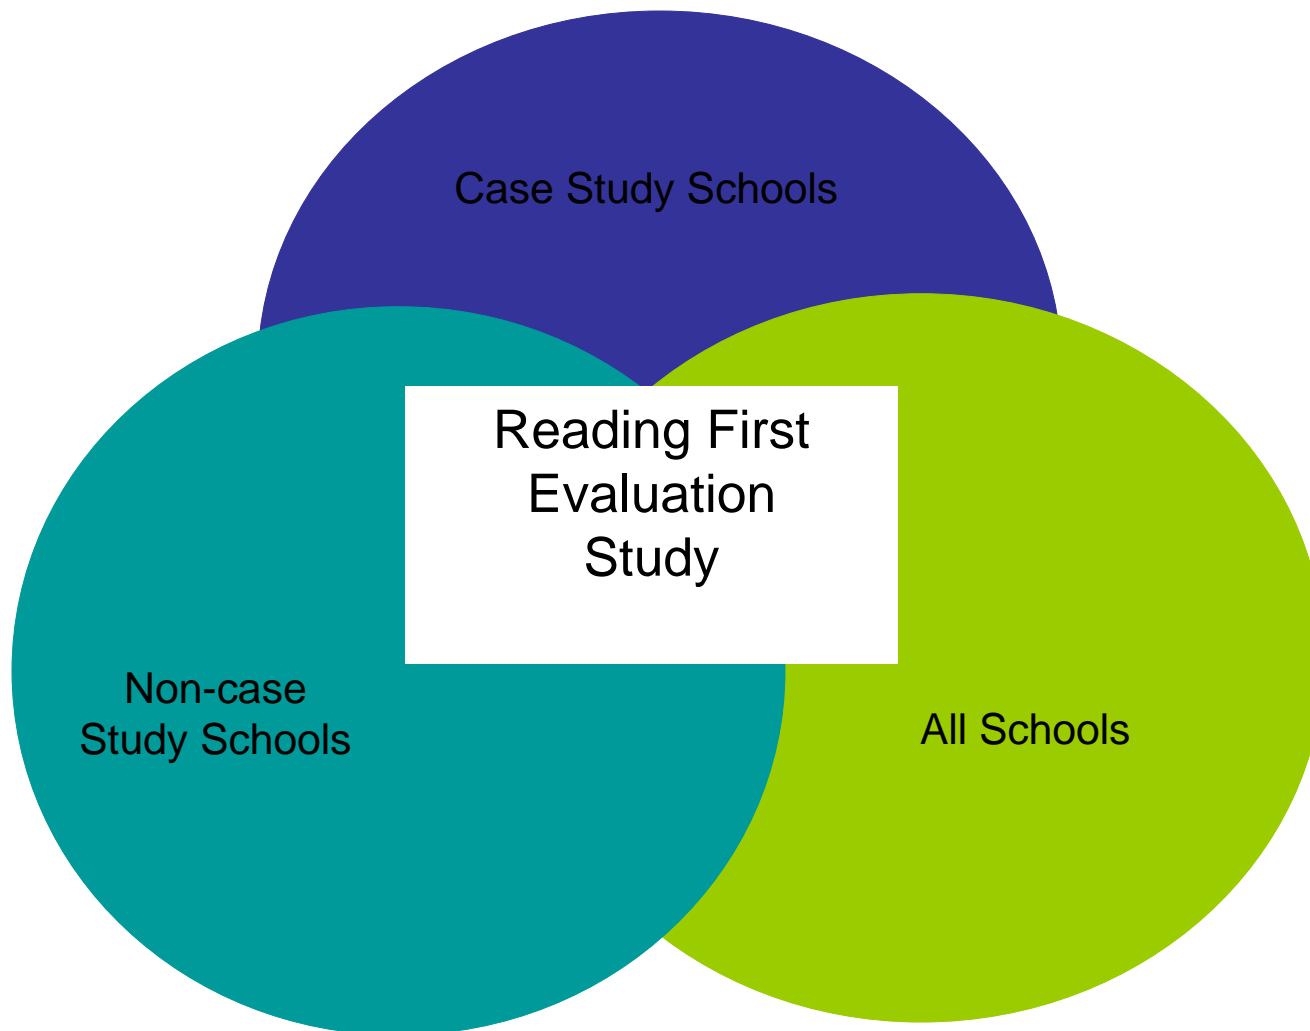 Case Study Schools
Reading First
Evaluation
Study
Non-case
Study Schools
All Schools